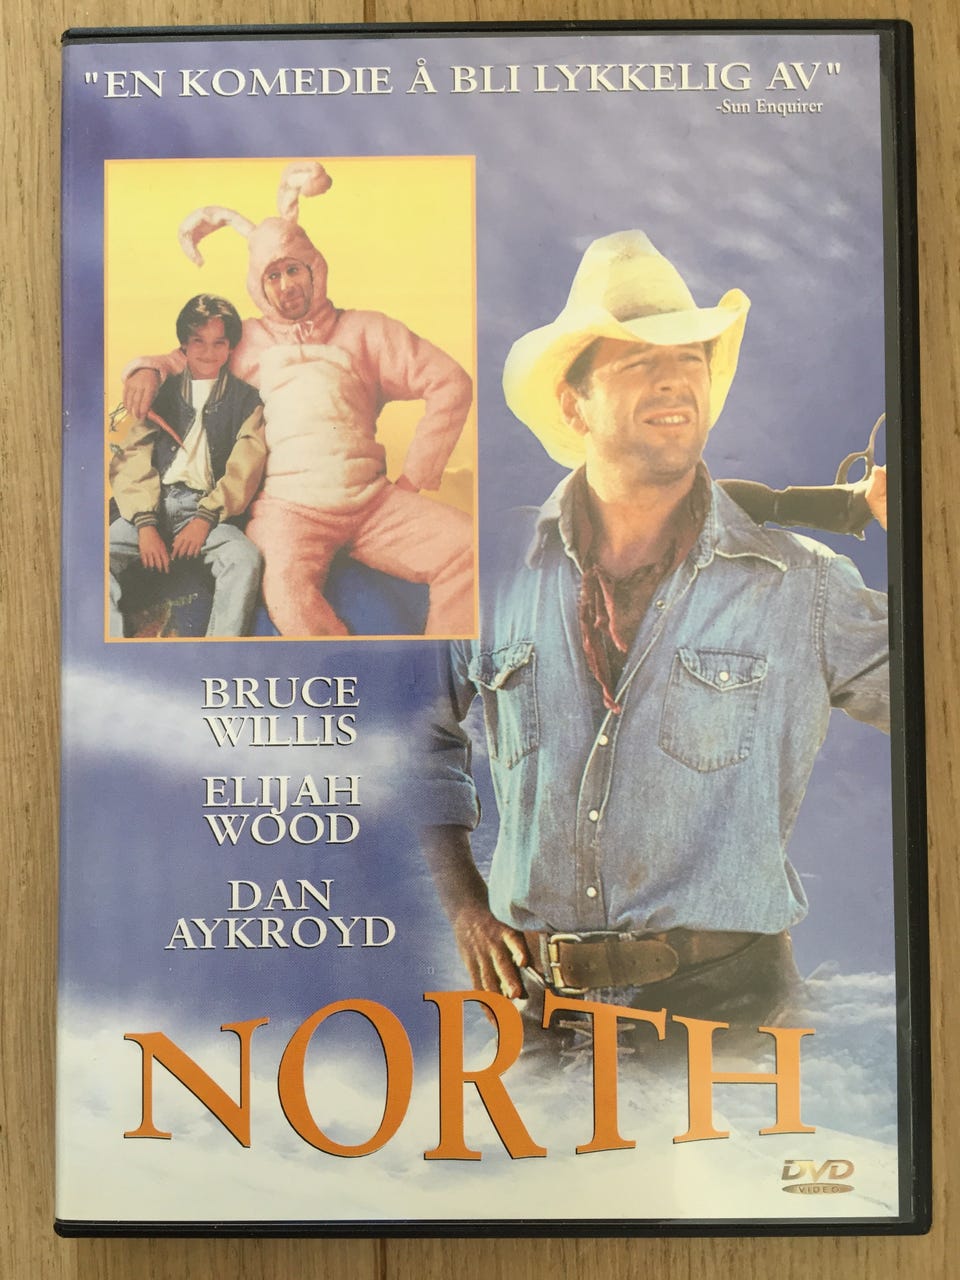 "EN KOMEDIE Å BLI LYKKELIG AV"
-Sun Enquirer
BRUCE
WILLIS
ELIJAH
WOOD
DAN
AYKROYD
NORTH
DVD
VIDEO